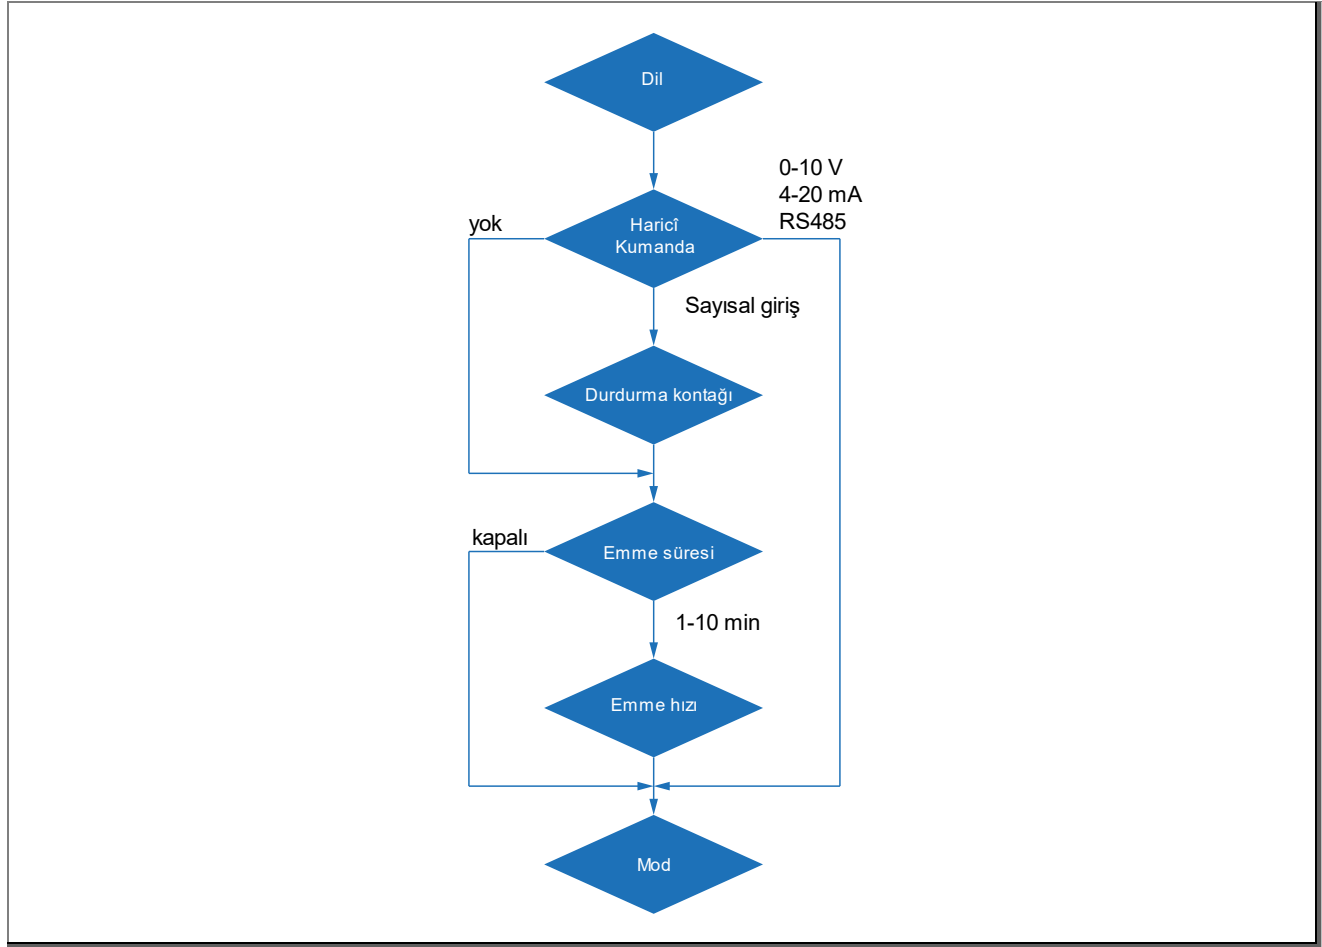 Dil
0-10 V
4-20 mA
RS485
yok
Haricî
Kumanda
Sayısal giriş
Durdurma kontağı
kapalı
Emme süresi
1-10 min
Emme hızı
Mod